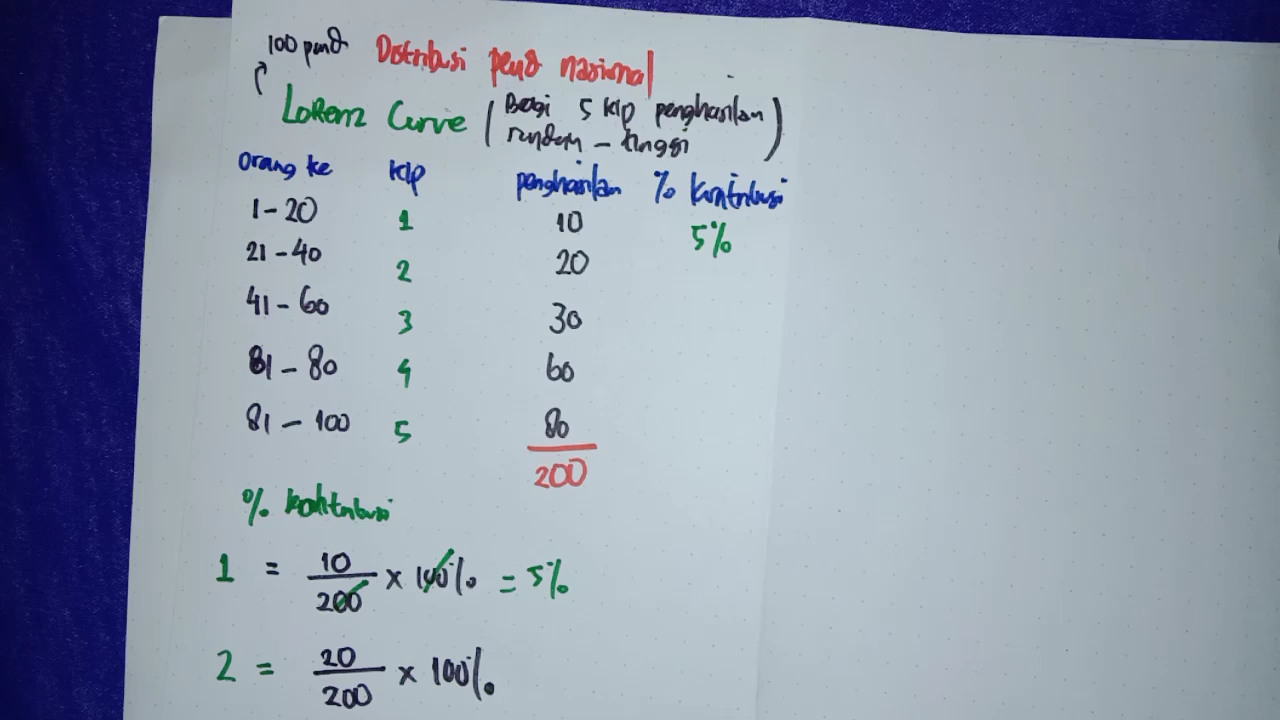 100 pend Distribusi pend nasional
Lorenz Curve (Bagi 5 klp penghasilan
rendah - tinggi)
Orang ke klp penghasilan % kontribusi
1 - 20 1 10 5%
21 - 40 2 20
41 - 60 3 30
81 - 80 4 60
81 - 100 5 80
200
% kontribusi
1 = 10/200 x 100% = 5%
2 = 20/200 x 100%